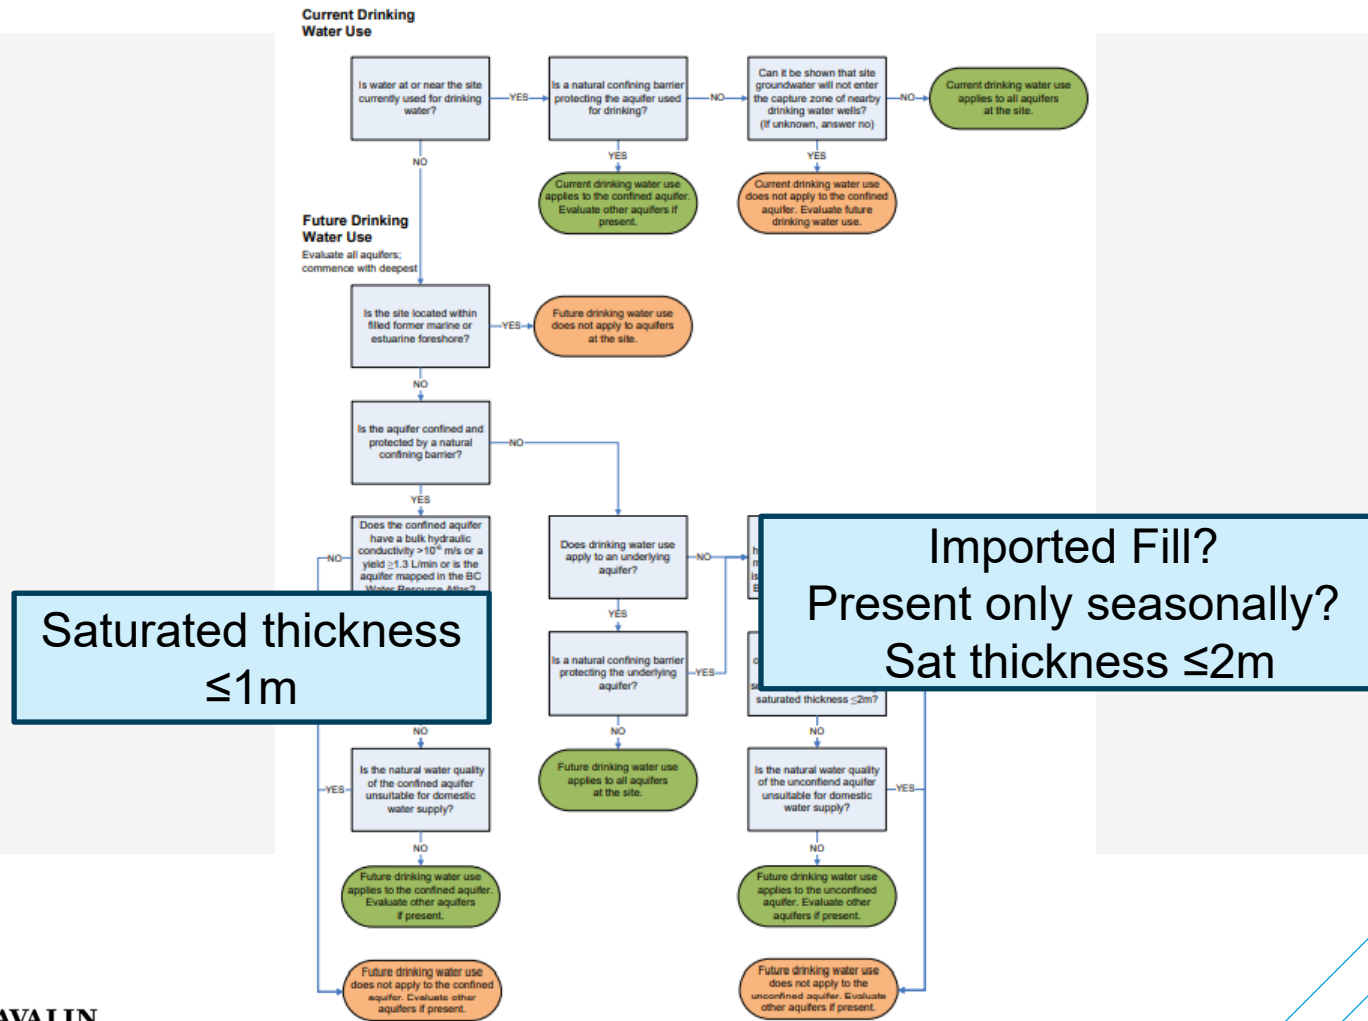 Current Drinking
Water Use
Is water at or near the site
currently used for drinking
water?
YES
Is a natural confining barrier
protecting the aquifer used
for drinking?
NO
Can it be shown that site
groundwater will not enter
the capture zone of nearby
drinking water wells?
(If unknown, answer no)
NO
Current drinking water use
applies to all aquifers
at the site.
NO
YES
YES
Current drinking water use
applies to the confined aquifer.
Evaluate other aquifers if
present.
Current drinking water use
does not apply to the confined
aquifer. Evaluate future
drinking water use.
Future Drinking
Water Use
Evaluate all aquifers;
commence with deepest
Is the site located within
filled former marine or
estuarine foreshore?
YES
Future drinking water use
does not apply to aquifers
at the site.
NO
Is the aquifer confined and
protected by a natural
confining barrier?
NO
YES
Does the confined aquifer
have a bulk hydraulic
conductivity >10⁻⁶ m/s or a
yield ≥1.3 L/min or is the
aquifer mapped in the BC
Water Resource Atlas?
NO
Does drinking water use
apply to an underlying
aquifer?
NO
Imported Fill?
Present only seasonally?
Sat thickness ≤2m
Saturated thickness
≤1m
YES
Is a natural confining barrier
protecting the underlying
aquifer?
YES
saturated thickness ≤2m?
NO
NO
NO
Is the natural water quality
of the confined aquifer
unsuitable for domestic
water supply?
YES
Future drinking water use
applies to all aquifers
at the site.
Is the natural water quality
of the unconfiend aquifer
unsuitable for domestic
water supply?
YES
NO
NO
Future drinking water use
applies to the confined aquifer.
Evaluate other aquifers
if present.
Future drinking water use
applies to the unconfined
aquifer. Evaluate other
aquifers if present.
Future drinking water use
does not apply to the confined
aquifer. Evaluate other
aquifers if present.
Future drinking water use
does not apply to the
unconfined aquifer. Evaluate
other aquifers if present.